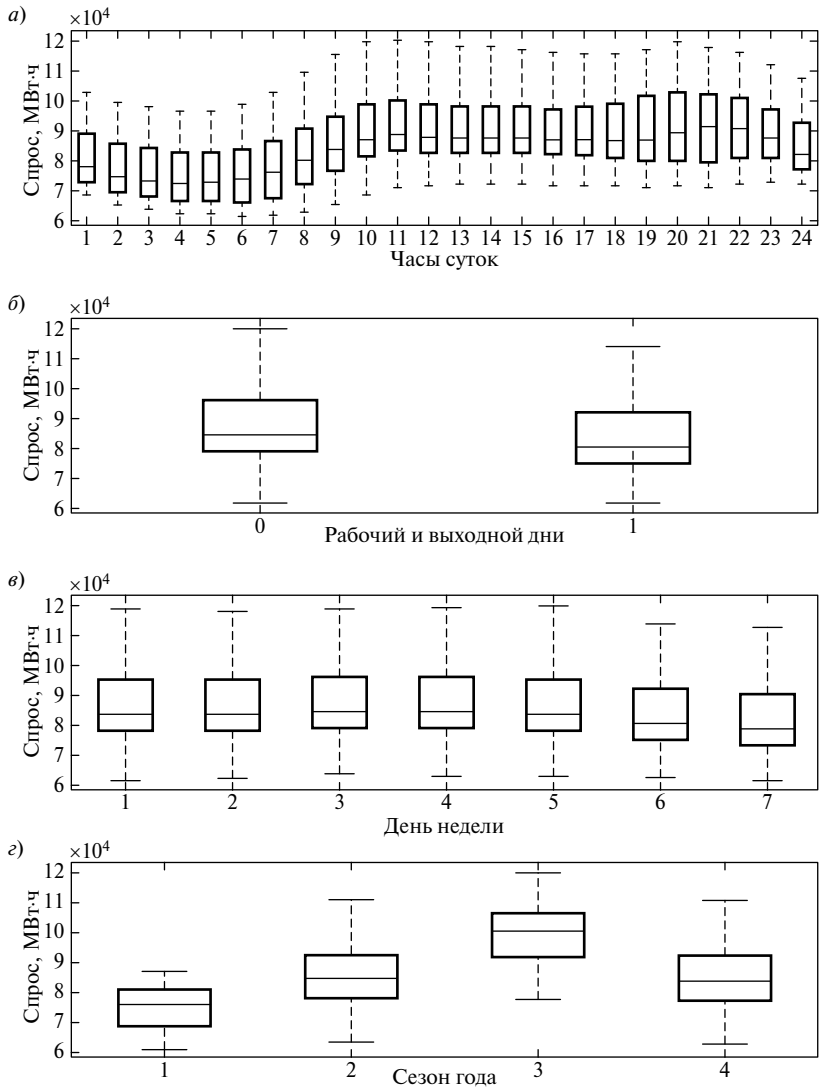 а)
×10⁴
Спрос, МВт·ч
12
11
10
9
8
7
6
1 2 3 4 5 6 7 8 9 10 11 12 13 14 15 16 17 18 19 20 21 22 23 24
Часы суток
б)
×10⁴
Спрос, МВт·ч
12
11
10
9
8
7
6
0 1
Рабочий и выходной дни
в)
×10⁴
Спрос, МВт·ч
12
11
10
9
8
7
6
1 2 3 4 5 6 7
День недели
г)
×10⁴
Спрос, МВт·ч
12
11
10
9
8
7
6
1 2 3 4
Сезон года